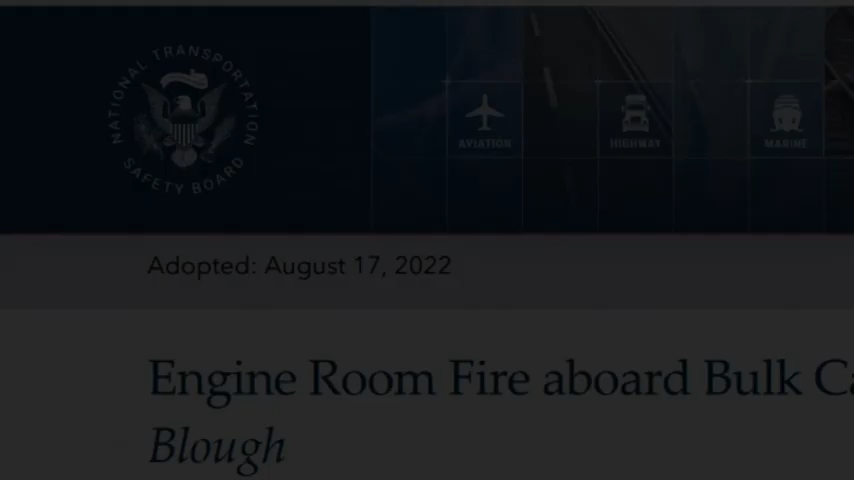 NATIONAL TRANSPORTATION
SAFETY BOARD
AVIATION
HIGHWAY
MARINE
Adopted: August 17, 2022
Engine Room Fire aboard Bulk
Blough